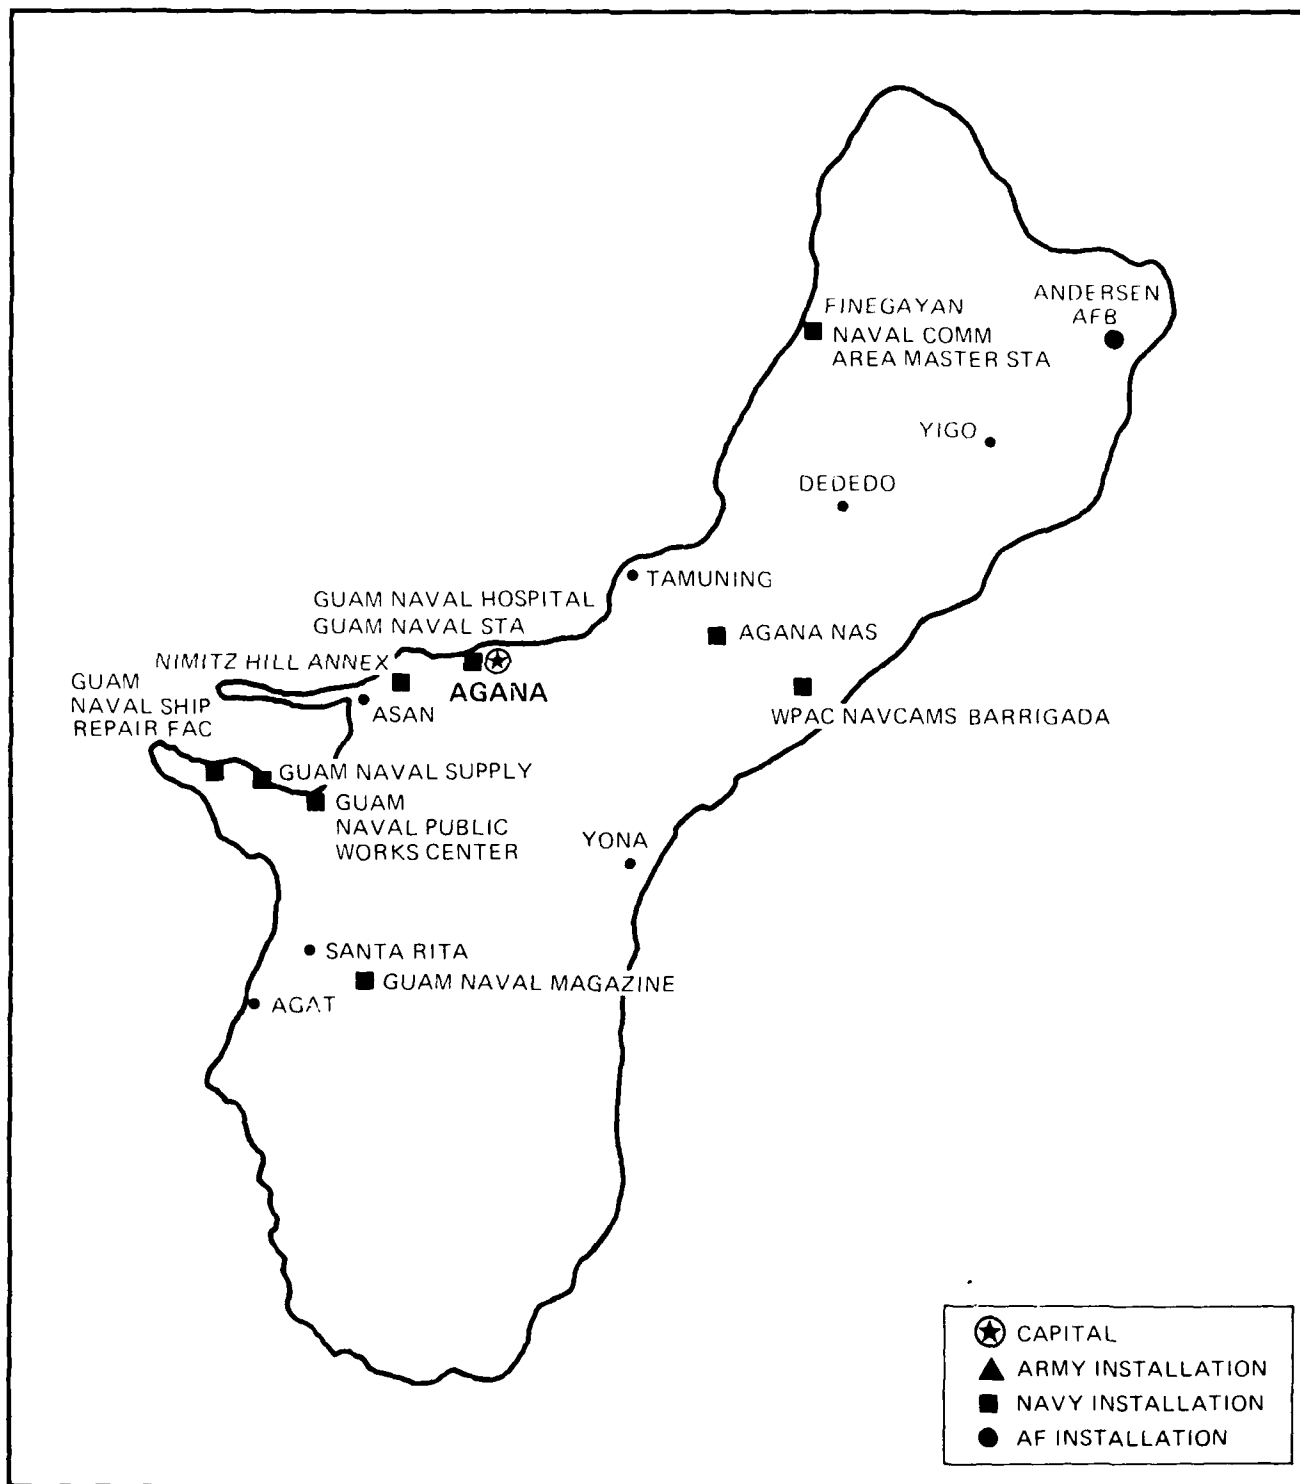 ANDERSEN
AFB
FINEGAYAN
NAVAL COMM
AREA MASTER STA
YIGO
DEDEDO
TAMUNING
GUAM NAVAL HOSPITAL
GUAM NAVAL STA
AGANA NAS
NIMITZ HILL ANNEX
AGANA
GUAM
NAVAL SHIP
REPAIR FAC
ASAN
WPAC NAVCAMS BARRIGADA
GUAM NAVAL SUPPLY
GUAM
NAVAL PUBLIC
WORKS CENTER
YONA
SANTA RITA
GUAM NAVAL MAGAZINE
AGAT
CAPITAL
ARMY INSTALLATION
NAVY INSTALLATION
AF INSTALLATION